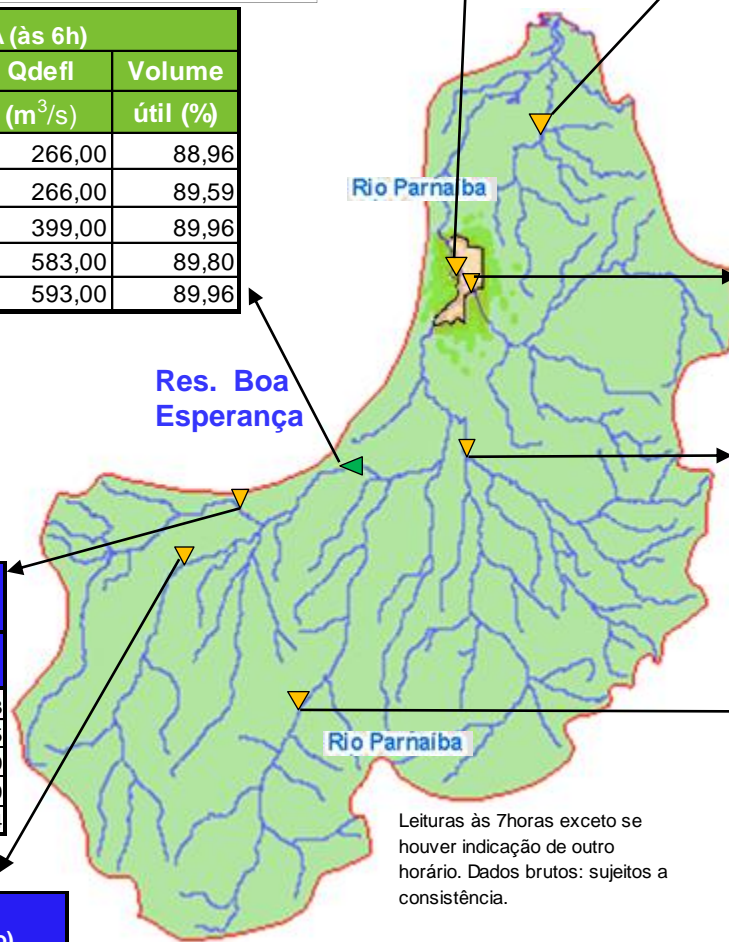 (às 6h)
Qdefl Volume
(m³/s) útil (%)
266,00 88,96
266,00 89,59
399,00 89,96
583,00 89,80
593,00 89,96
Rio Parnaíba
Res. Boa
Esperança
Rio Parnaíba
Leituras às 7horas exceto se
houver indicação de outro
horário. Dados brutos: sujeitos a
consistência.